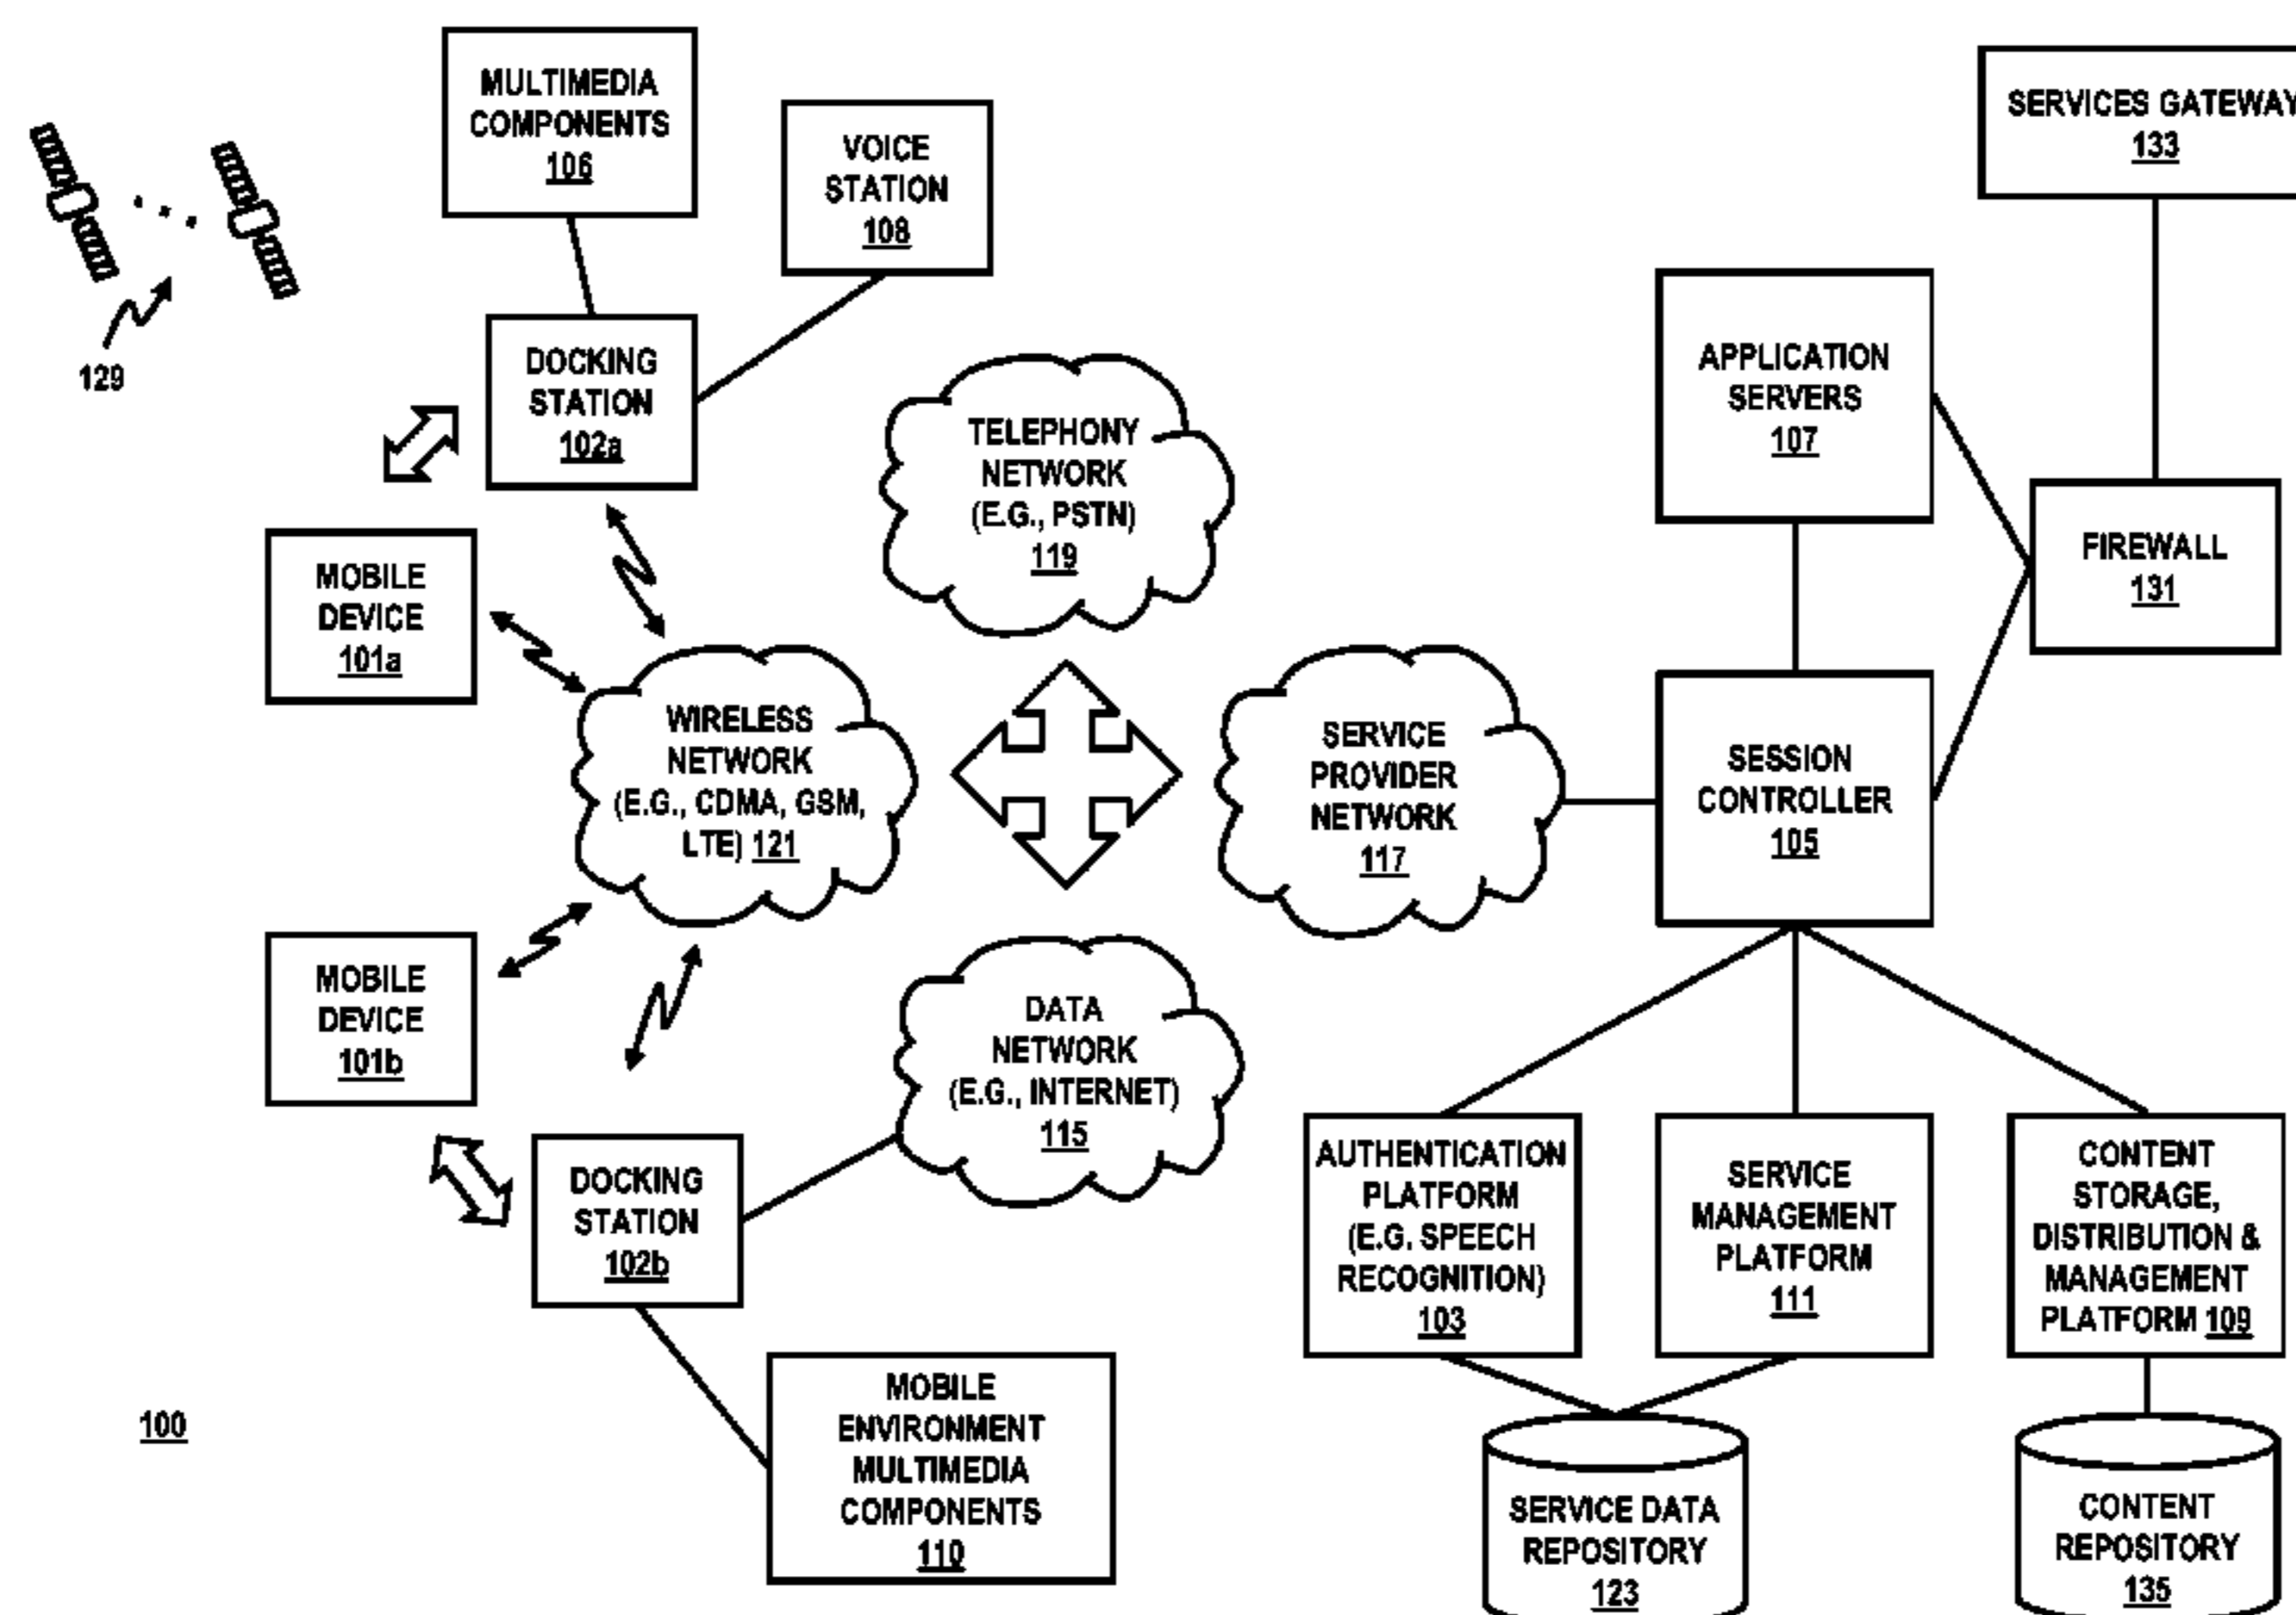 MULTIMEDIA
COMPONENTS
106
VOICE
STATION
108
SERVICES GATEWAY
133
129
DOCKING
STATION
102a
APPLICATION
SERVERS
107
TELEPHONY
NETWORK
(E.G., PSTN)
119
FIREWALL
131
MOBILE
DEVICE
101a
WIRELESS
NETWORK
(E.G., CDMA, GSM,
LTE) 121
SERVICE
PROVIDER
NETWORK
117
SESSION
CONTROLLER
105
MOBILE
DEVICE
101b
DATA
NETWORK
(E.G., INTERNET)
115
DOCKING
STATION
102b
AUTHENTICATION
PLATFORM
(E.G. SPEECH
RECOGNITION)
103
SERVICE
MANAGEMENT
PLATFORM
111
CONTENT
STORAGE,
DISTRIBUTION &
MANAGEMENT
PLATFORM 109
100
MOBILE
ENVIRONMENT
MULTIMEDIA
COMPONENTS
110
SERVICE DATA
REPOSITORY
123
CONTENT
REPOSITORY
135